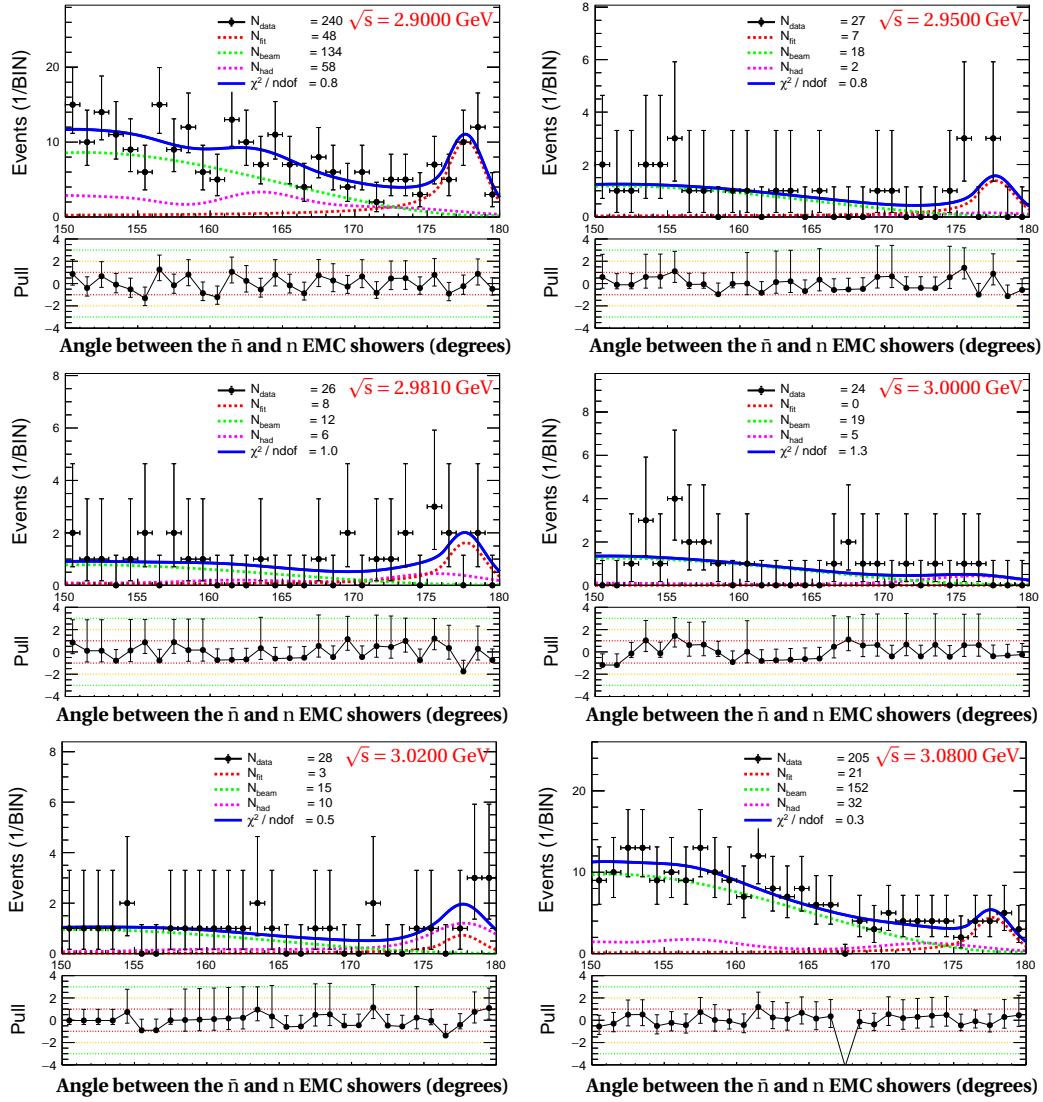 √s = 2.9000 GeV
N_data = 240
N_fit = 48
N_beam = 134
N_had = 58
χ² / ndof = 0.8
Events (1/BIN)
20
10
0
150 155 160 165 170 175 180
Pull
4
2
0
−2
−4
Angle between the n̄ and n EMC showers (degrees)
√s = 2.9500 GeV
N_data = 27
N_fit = 7
N_beam = 18
N_had = 2
χ² / ndof = 0.8
Events (1/BIN)
8
6
4
2
0
150 155 160 165 170 175 180
Pull
4
2
0
−2
−4
Angle between the n̄ and n EMC showers (degrees)
√s = 2.9810 GeV
N_data = 26
N_fit = 8
N_beam = 12
N_had = 6
χ² / ndof = 1.0
Events (1/BIN)
8
6
4
2
0
150 155 160 165 170 175 180
Pull
4
2
0
−2
−4
Angle between the n̄ and n EMC showers (degrees)
√s = 3.0000 GeV
N_data = 24
N_fit = 0
N_beam = 19
N_had = 5
χ² / ndof = 1.3
Events (1/BIN)
8
6
4
2
0
150 155 160 165 170 175 180
Pull
4
2
0
−2
−4
Angle between the n̄ and n EMC showers (degrees)
√s = 3.0200 GeV
N_data = 28
N_fit = 3
N_beam = 15
N_had = 10
χ² / ndof = 0.5
Events (1/BIN)
8
6
4
2
0
150 155 160 165 170 175 180
Pull
4
2
0
−2
−4
Angle between the n̄ and n EMC showers (degrees)
√s = 3.0800 GeV
N_data = 205
N_fit = 21
N_beam = 152
N_had = 32
χ² / ndof = 0.3
Events (1/BIN)
20
10
0
150 155 160 165 170 175 180
Pull
4
2
0
−2
−4
Angle between the n̄ and n EMC showers (degrees)